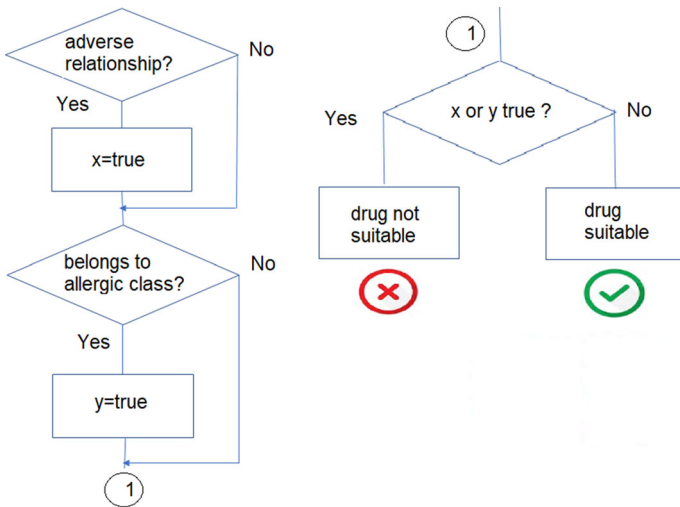 adverse
relationship?
No
Yes
x=true
belongs to
allergic class?
No
Yes
y=true
1
1
x or y true ?
Yes
No
drug not
suitable
drug
suitable